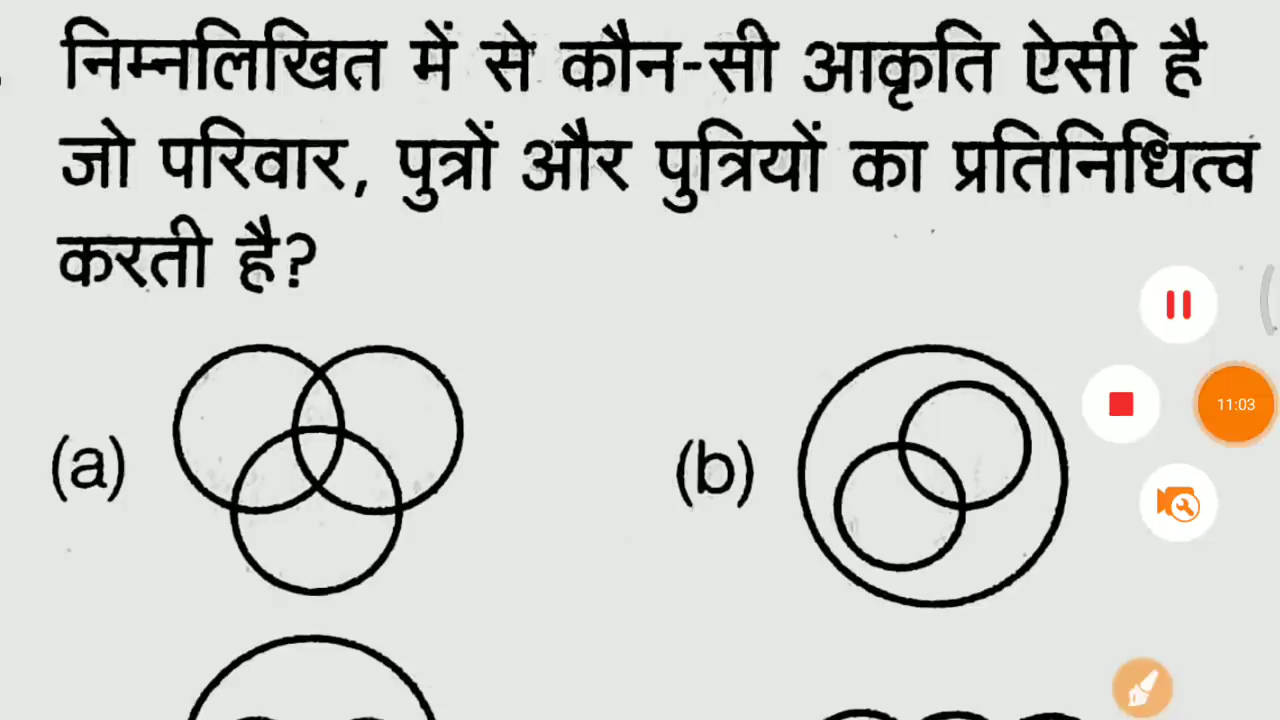 निम्नलिखित में से कौन-सी आकृति ऐसी है
जो परिवार, पुत्रों और पुत्रियों का प्रतिनिधित्व
करती है?
(a)
(b)
11:03